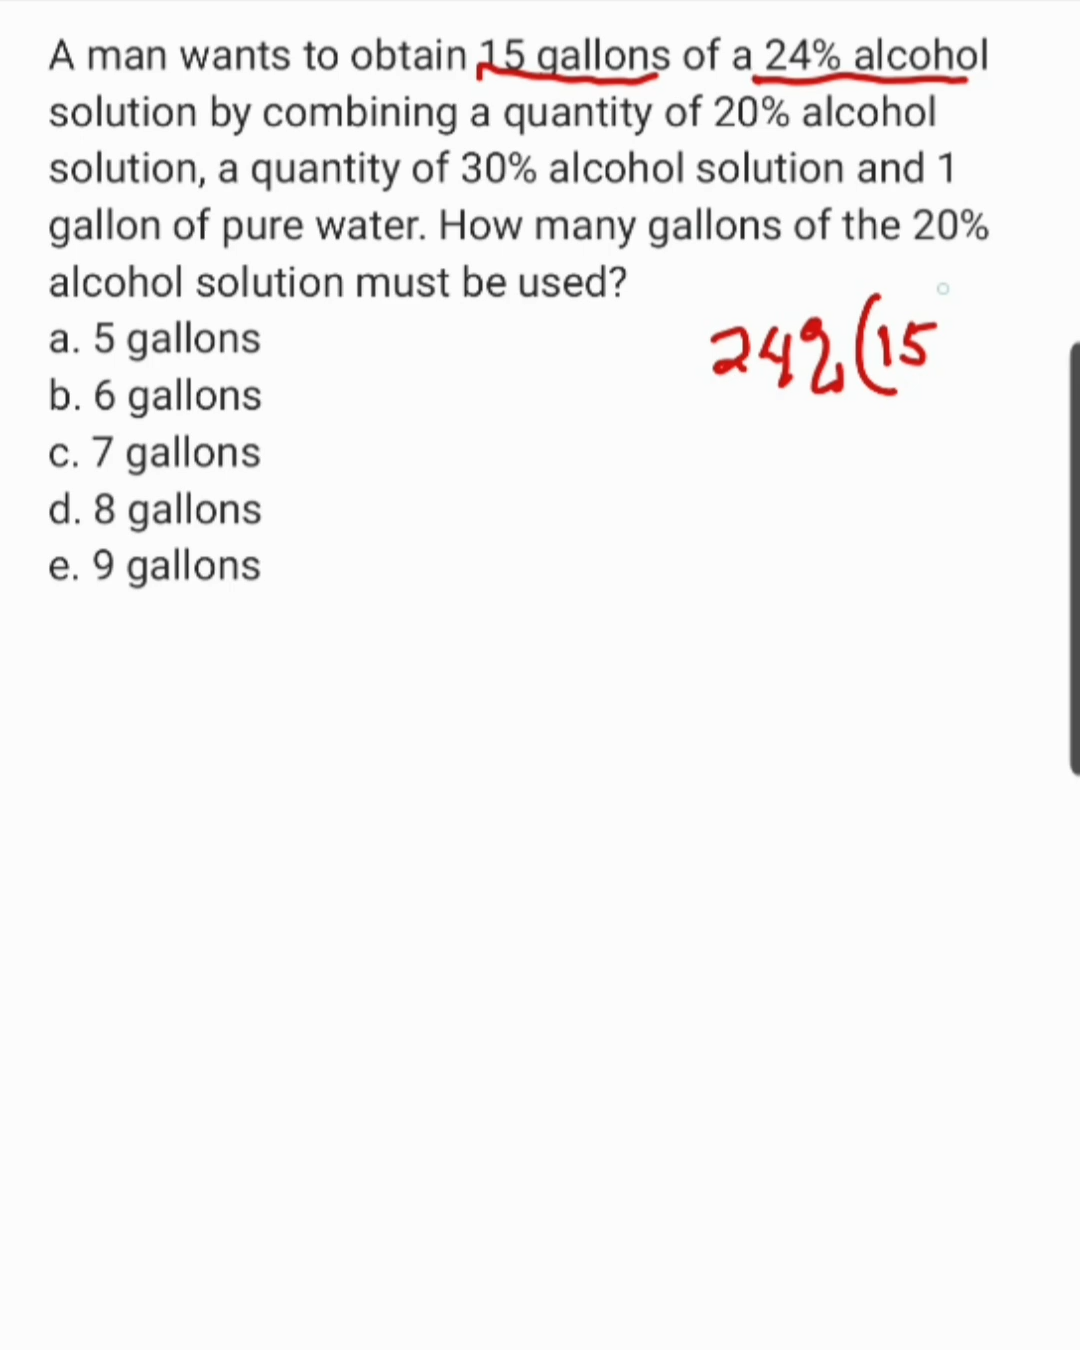 A man wants to obtain 15 gallons of a 24% alcohol
solution by combining a quantity of 20% alcohol
solution, a quantity of 30% alcohol solution and 1
gallon of pure water. How many gallons of the 20%
alcohol solution must be used?
a. 5 gallons
24% (15
b. 6 gallons
c. 7 gallons
d. 8 gallons
e. 9 gallons